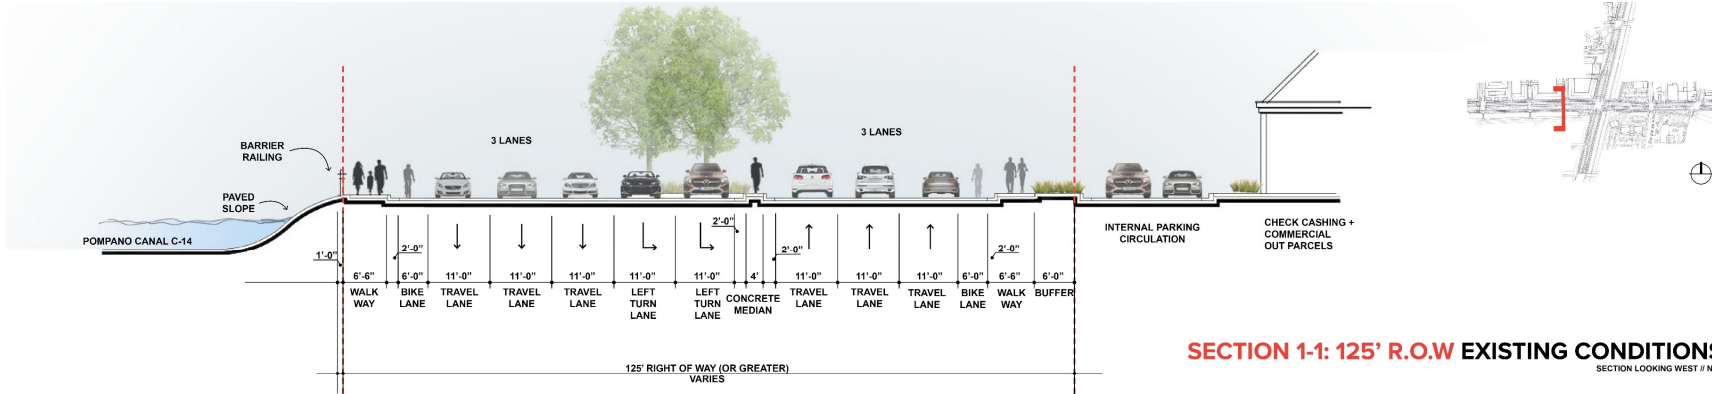 3 LANES
3 LANES
BARRIER
RAILING
PAVED
SLOPE
POMPANO CANAL C-14
INTERNAL PARKING
CIRCULATION
CHECK CASHING +
COMMERCIAL
OUT PARCELS
1'-0"
2'-0"
2'-0"
2'-0"
2'-0"
6'-6"
6'-0"
11'-0"
11'-0"
11'-0"
11'-0"
11'-0"
4'
11'-0"
11'-0"
11'-0"
6'-0"
6'-6"
6'-0"
WALK
WAY
BIKE
LANE
TRAVEL
LANE
TRAVEL
LANE
TRAVEL
LANE
LEFT
TURN
LANE
LEFT
TURN
LANE
CONCRETE
MEDIAN
TRAVEL
LANE
TRAVEL
LANE
TRAVEL
LANE
BIKE
LANE
WALK
WAY
BUFFER
125' RIGHT OF WAY (OR GREATER)
VARIES
SECTION 1-1: 125' R.O.W EXISTING CONDITIONS
SECTION LOOKING WEST // N